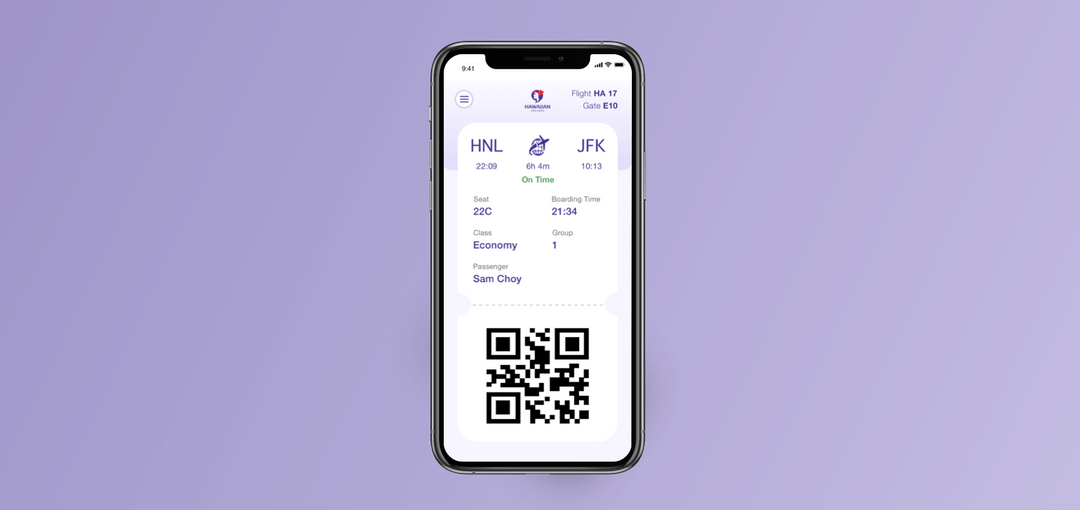 9:41
Flight HA 17
HAWAIIAN
Gate E10
HNL JFK
22:09 6h 4m 10:13
On Time
Seat Boarding Time
22C 21:34
Class Group
Economy 1
Passenger
Sam Choy